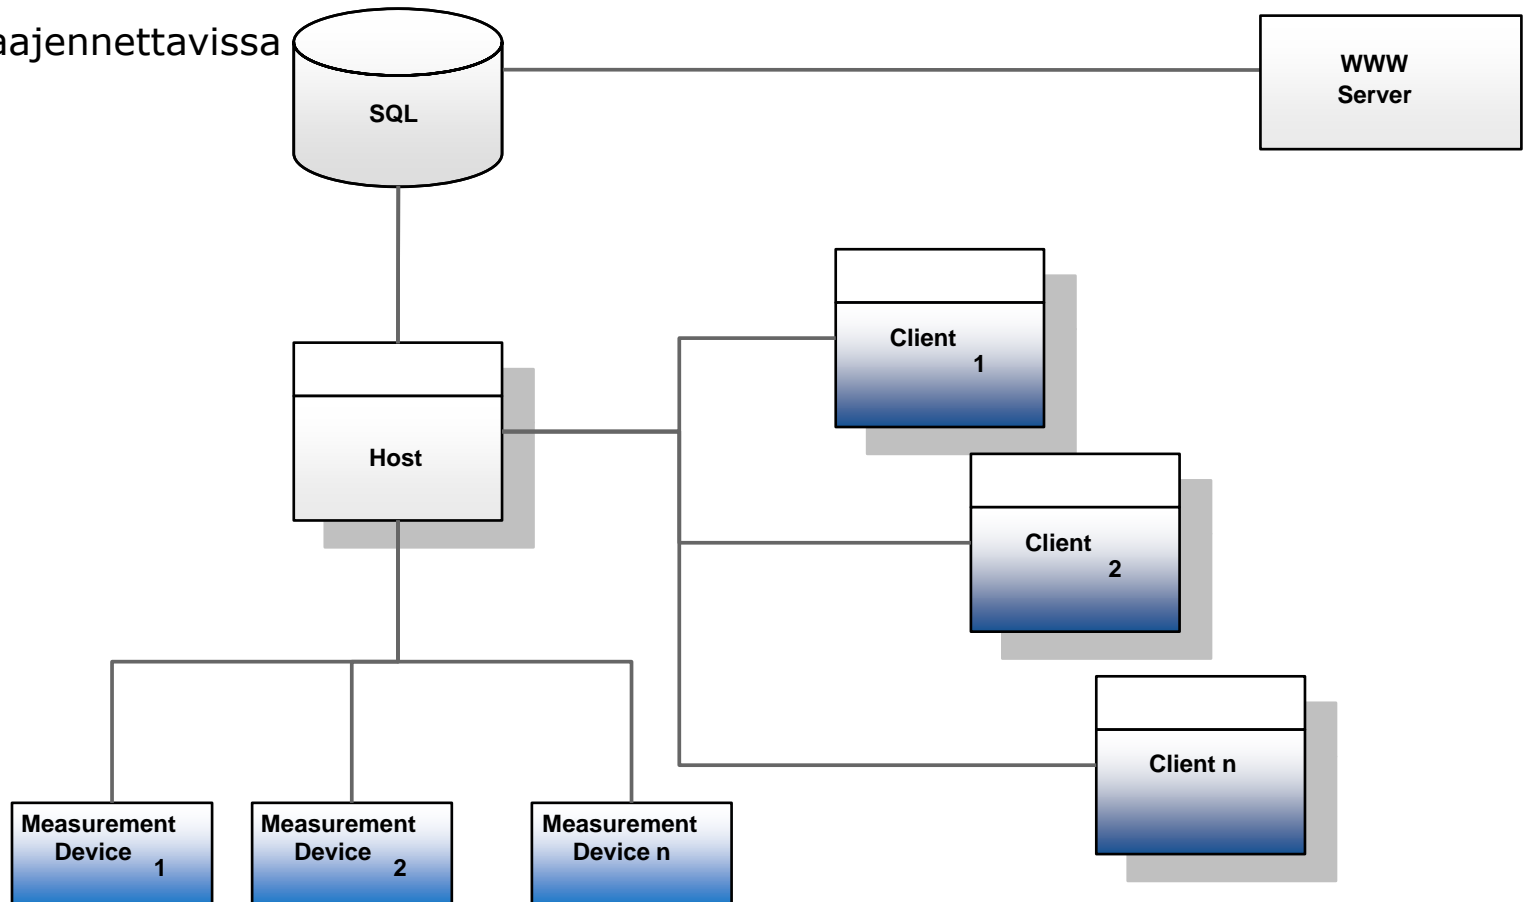 aajennettavissa
SQL
WWW
Server
Client
1
Host
Client
2
Client n
Measurement
Device
1
Measurement
Device
2
Measurement
Device n